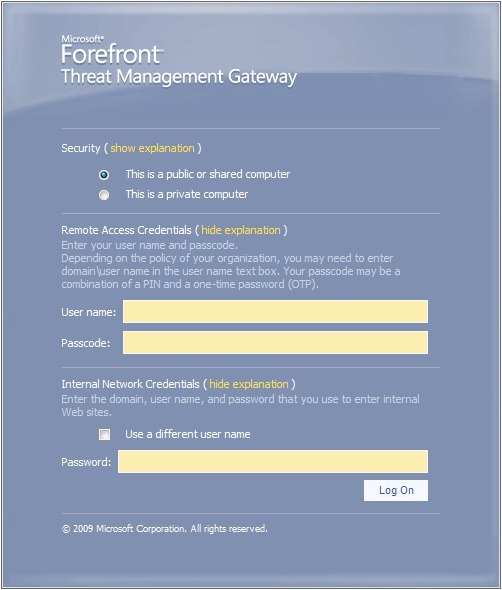 Microsoft®
Forefront™
Threat Management Gateway
Security ( show explanation )
This is a public or shared computer
This is a private computer
Remote Access Credentials ( hide explanation )
Enter your user name and passcode.
Depending on the policy of your organization, you may need to enter
domain\user name in the user name text box. Your passcode may be a
combination of a PIN and a one-time password (OTP).
User name:
Passcode:
Internal Network Credentials ( hide explanation )
Enter the domain, user name, and password that you use to enter internal
Web sites.
Use a different user name
Password:
Log On
© 2009 Microsoft Corporation. All rights reserved.